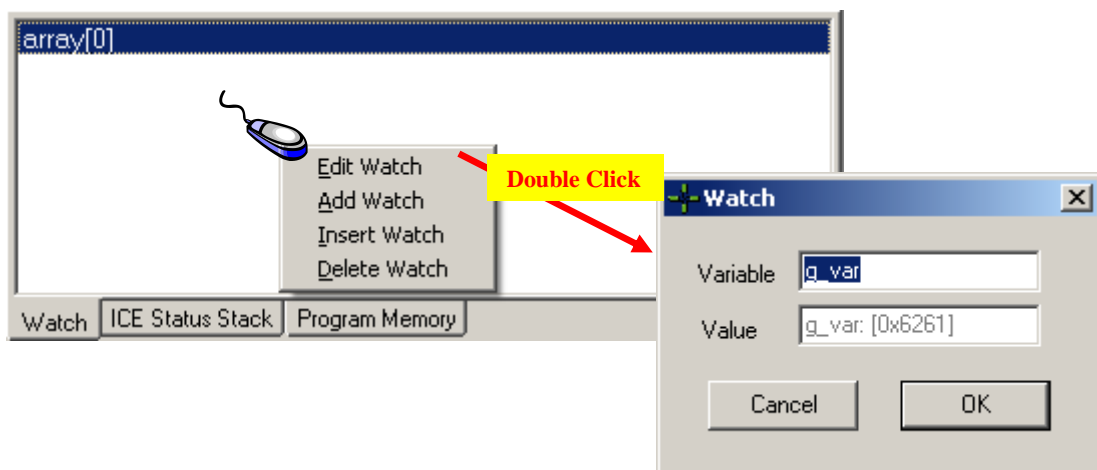 array[0]
Edit Watch
Add Watch
Insert Watch
Delete Watch
Double Click
Watch
ICE Status Stack
Program Memory
Watch
Variable
g_var
Value
g_var: [0x6261]
Cancel
OK